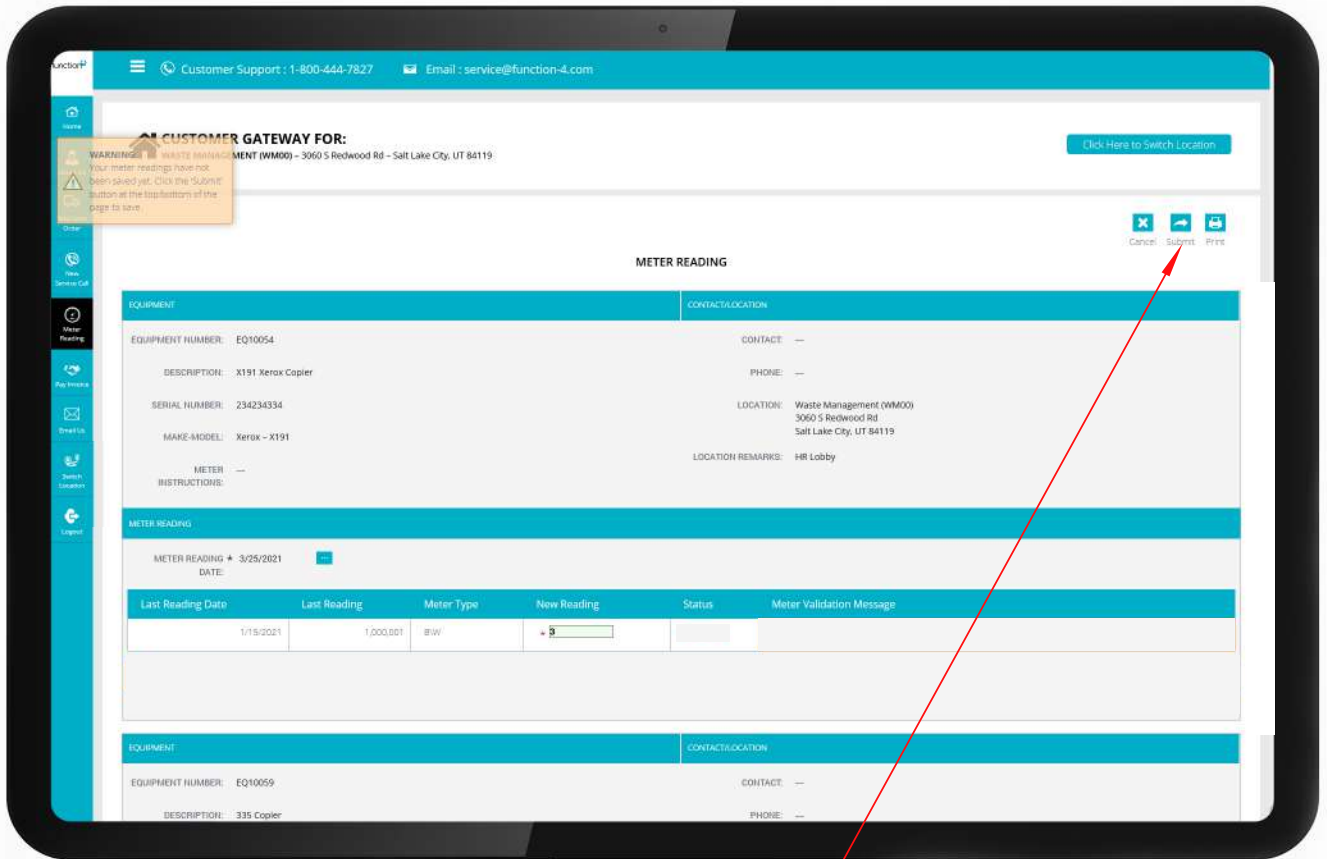 function4
Customer Support : 1-800-444-7827
Email : service@function-4.com
Home
CUSTOMER GATEWAY FOR:
WASTE MANAGEMENT (WM00) – 3060 S Redwood Rd – Salt Lake City, UT 84119
Click Here to Switch Location
WARNING:
Your meter readings have not
been saved yet. Click the 'Submit'
button at the top/bottom of the
page to save.
Order
Cancel Submit Print
New
Service Call
METER READING
Meter
Reading
Pay Invoice
Email Us
Switch
Location
Logout
EQUIPMENT
CONTACT/LOCATION
EQUIPMENT NUMBER: EQ10054
CONTACT: —
DESCRIPTION: X191 Xerox Copier
PHONE: —
SERIAL NUMBER: 234234334
LOCATION: Waste Management (WM00)
3060 S Redwood Rd
Salt Lake City, UT 84119
MAKE-MODEL: Xerox – X191
LOCATION REMARKS: HR Lobby
METER —
INSTRUCTIONS:
METER READING
METER READING * 3/25/2021 ...
DATE:
Last Reading Date Last Reading Meter Type New Reading Status Meter Validation Message
1/15/2021 1,000,001 B\W * 3
EQUIPMENT
CONTACT/LOCATION
EQUIPMENT NUMBER: EQ10059
CONTACT: —
DESCRIPTION: 335 Copier
PHONE: —